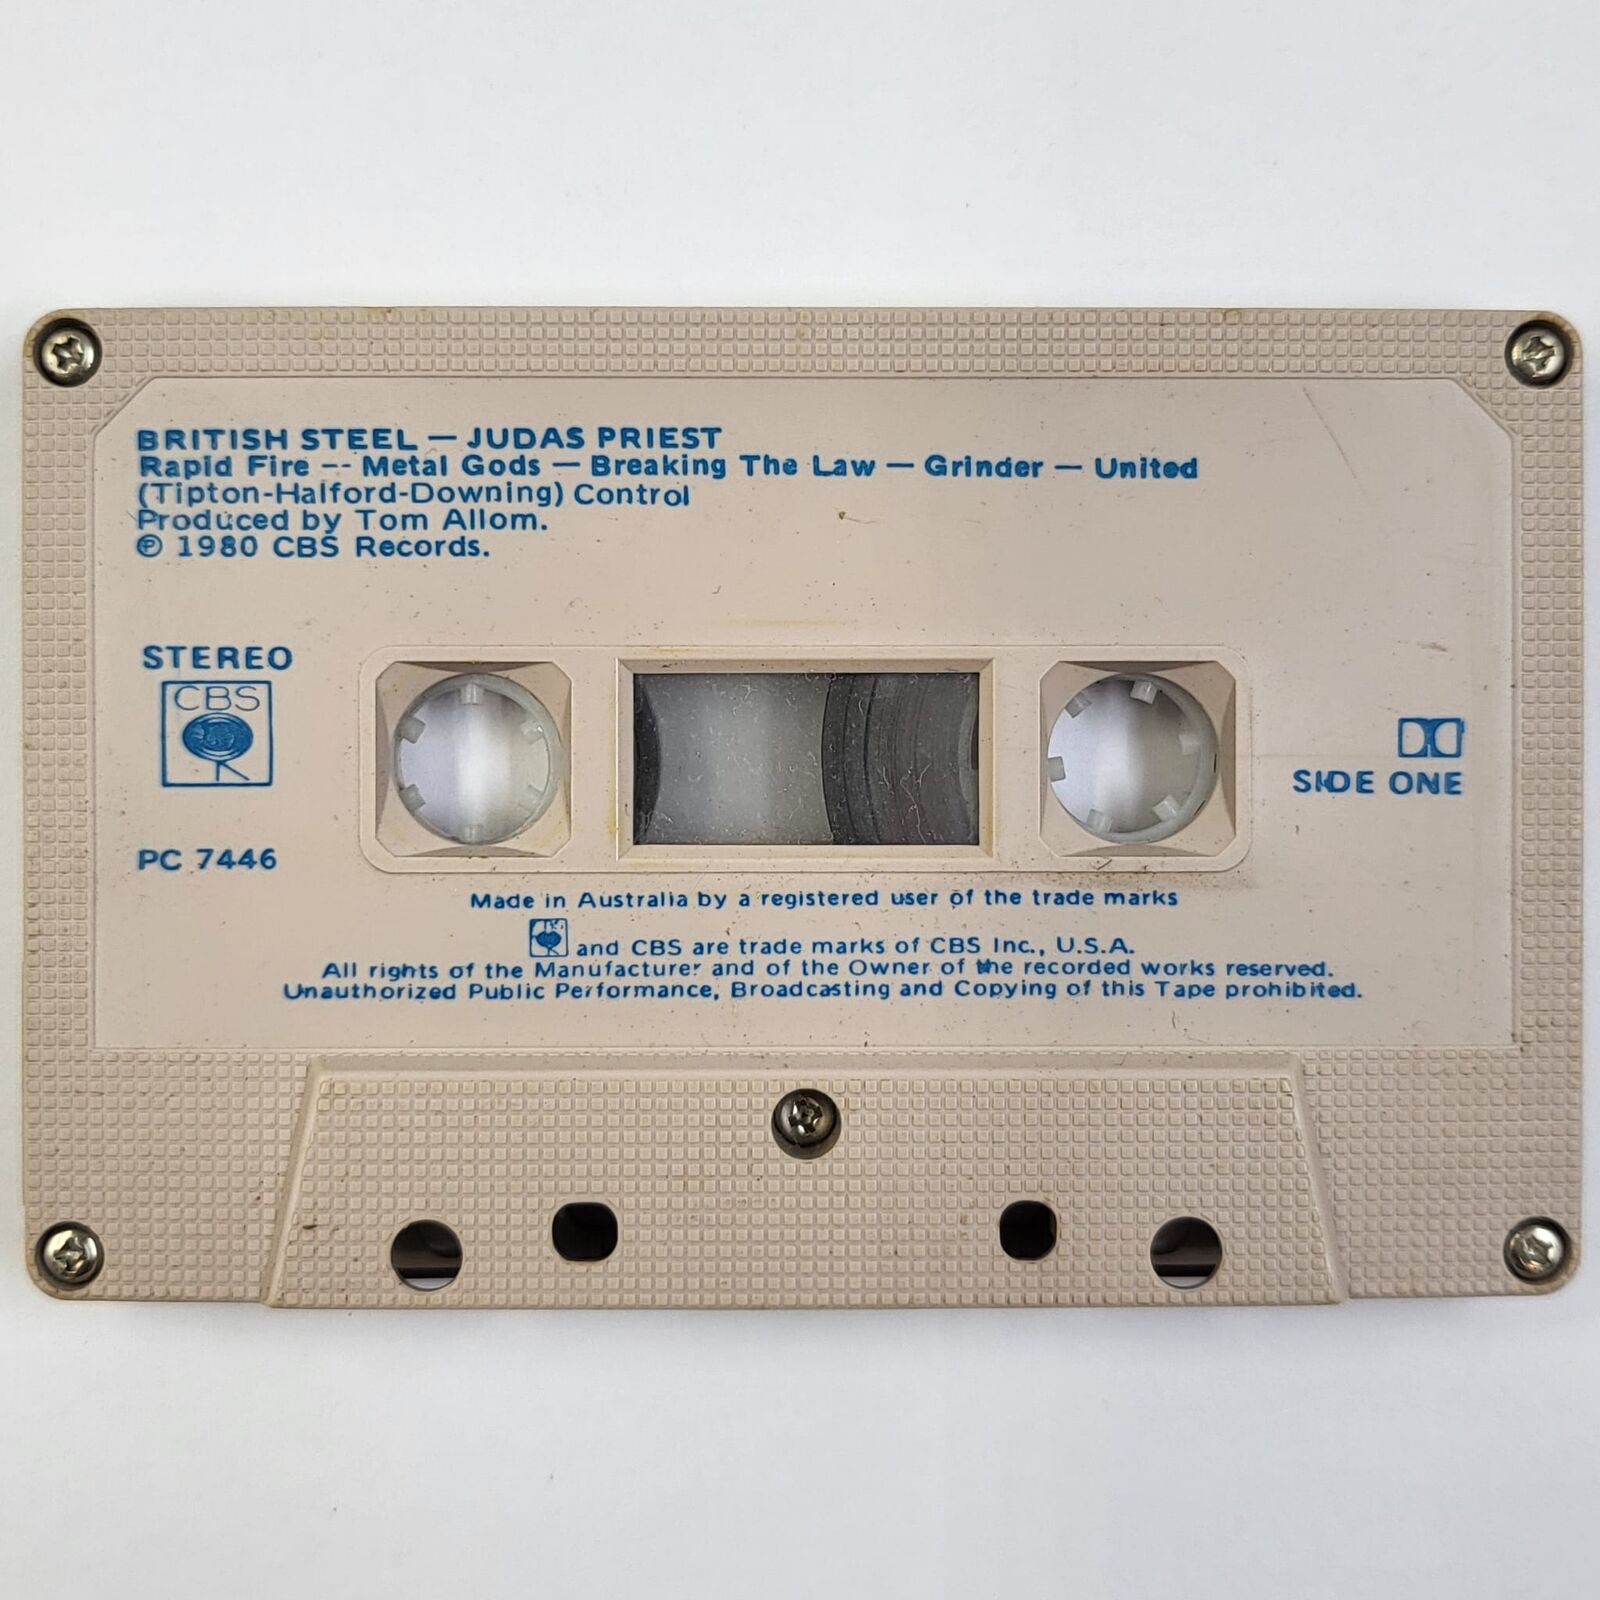 BRITISH STEEL — JUDAS PRIEST
Rapid Fire -- Metal Gods — Breaking The Law — Grinder — United
(Tipton-Halford-Downing) Control
Produced by Tom Allom.
℗ 1980 CBS Records.
STEREO
CBS
SIDE ONE
PC 7446
Made in Australia by a registered user of the trade marks
and CBS are trade marks of CBS Inc., U.S.A.
All rights of the Manufacturer and of the Owner of the recorded works reserved.
Unauthorized Public Performance, Broadcasting and Copying of this Tape prohibited.